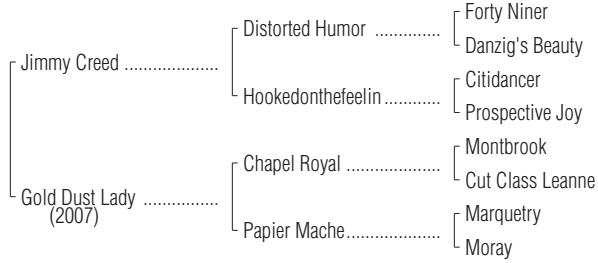 Forty Niner
Distorted Humor ..............
Danzig's Beauty
Jimmy Creed ....................
Citidancer
Hookedonthefeelin ............
Prospective Joy
Montbrook
Chapel Royal ....................
Cut Class Leanne
Gold Dust Lady ................
(2007)
Marquetry
Papier Mache....................
Moray